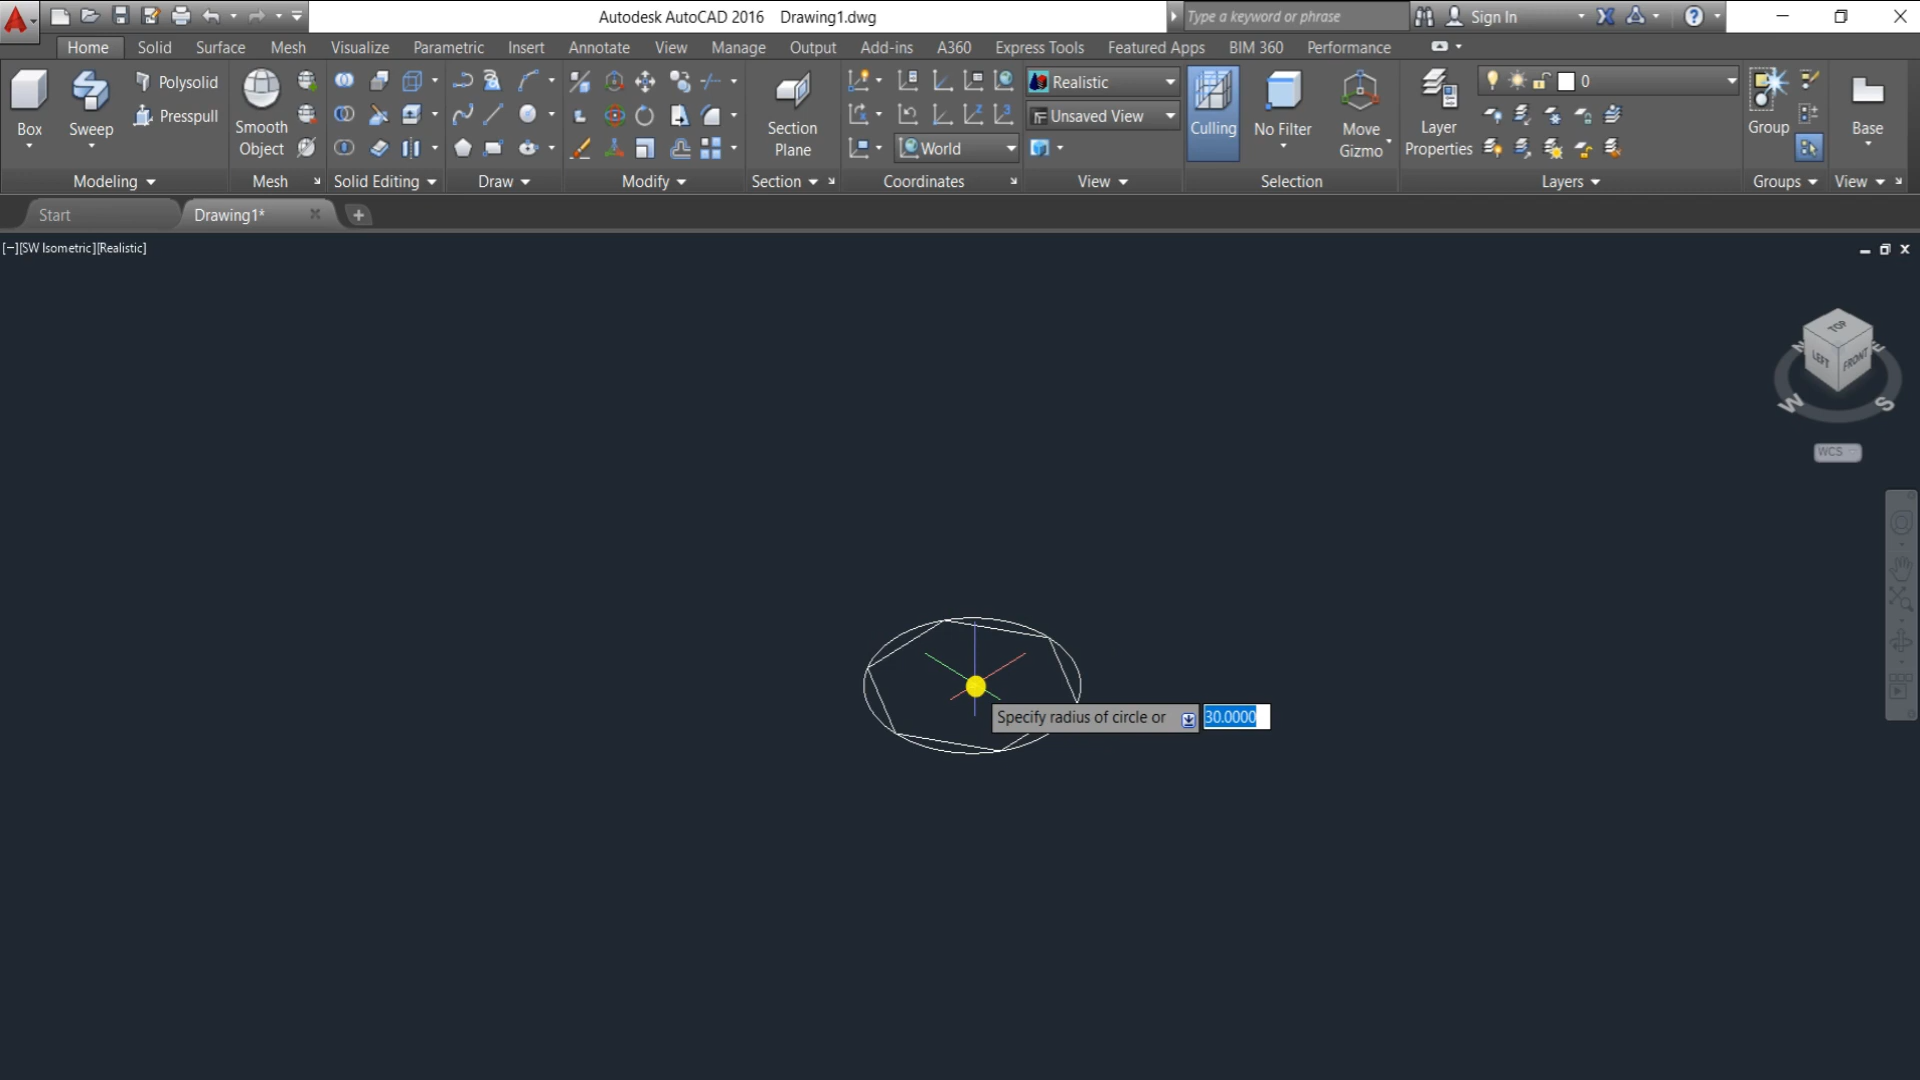 Autodesk AutoCAD 2016 Drawing1.dwg
Type a keyword or phrase
Sign In
Home Solid Surface Mesh Visualize Parametric Insert Annotate View Manage Output Add-ins A360 Express Tools Featured Apps BIM 360 Performance
Box
Sweep
Polysolid
Presspull
Smooth
Object
Section
Plane
World
Realistic
Unsaved View
Culling
No Filter
Move
Gizmo
Layer
Properties
0
Group
Base
Modeling Mesh Solid Editing Draw Modify Section Coordinates View Selection Layers Groups View
Start
Drawing1*
[−][SW Isometric][Realistic]
TOP
LEFT
FRONT
N
E
W
S
WCS
Specify radius of circle or 30.0000